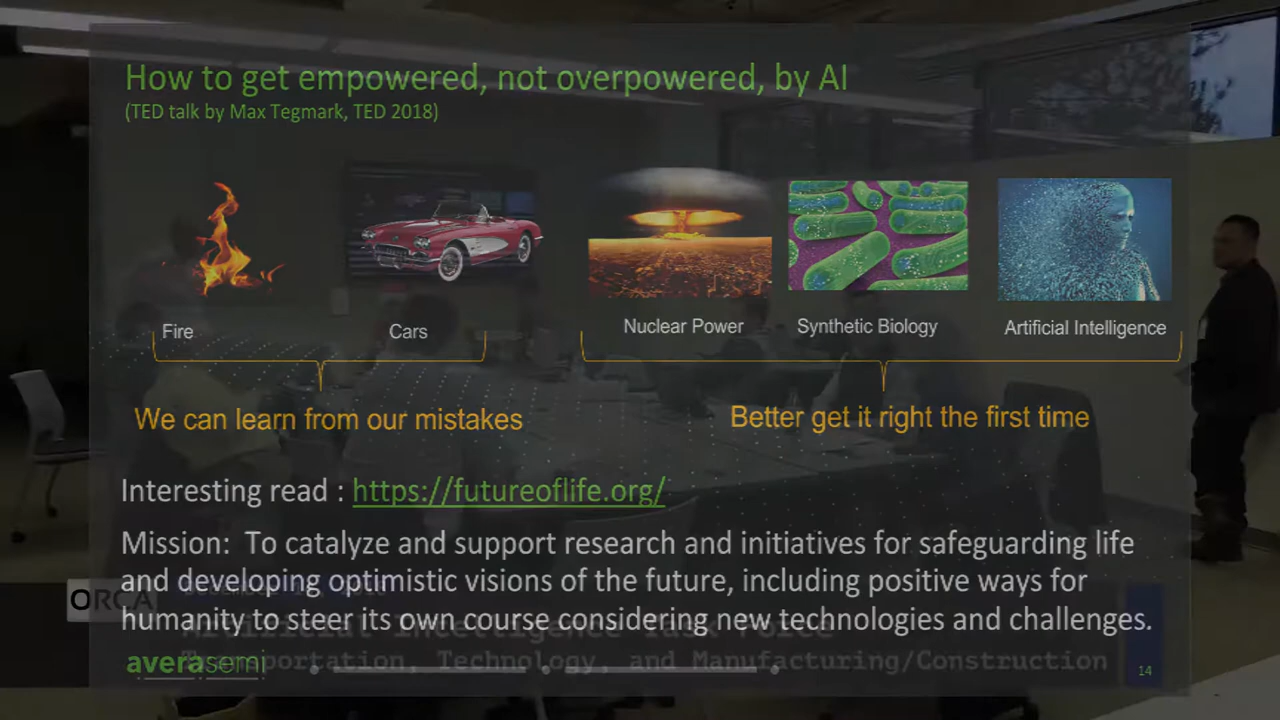 How to get empowered, not overpowered, by AI
(TED talk by Max Tegmark, TED 2018)
Fire
Cars
Nuclear Power
Synthetic Biology
Artificial Intelligence
We can learn from our mistakes
Better get it right the first time
Interesting read : https://futureoflife.org/
Mission: To catalyze and support research and initiatives for safeguarding life
and developing optimistic visions of the future, including positive ways for
humanity to steer its own course considering new technologies and challenges.
ORCA
Artificial Intelligence Task Force
Transportation, Technology, and Manufacturing/Construction
averasemi
14